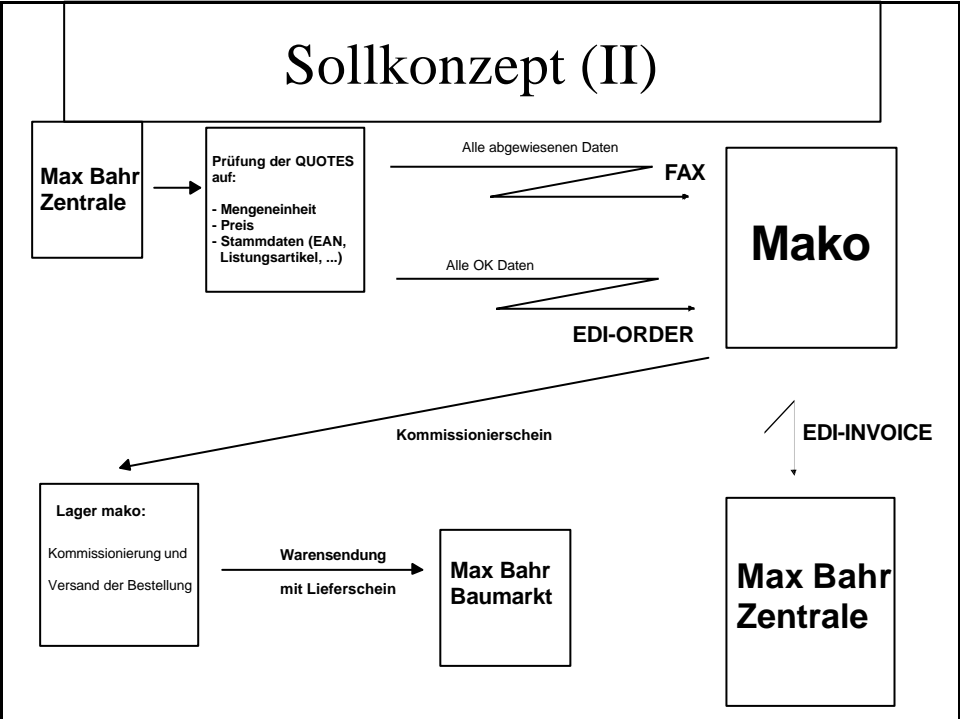 Sollkonzept (II)
Max Bahr
Zentrale
Prüfung der QUOTES
auf:
- Mengeneinheit
- Preis
- Stammdaten (EAN,
Listungsartikel, ...)
Alle abgewiesenen Daten
FAX
Alle OK Daten
EDI-ORDER
Mako
Kommissionierschein
EDI-INVOICE
Lager mako:
Kommissionierung und
Versand der Bestellung
Warensendung
mit Lieferschein
Max Bahr
Baumarkt
Max Bahr
Zentrale